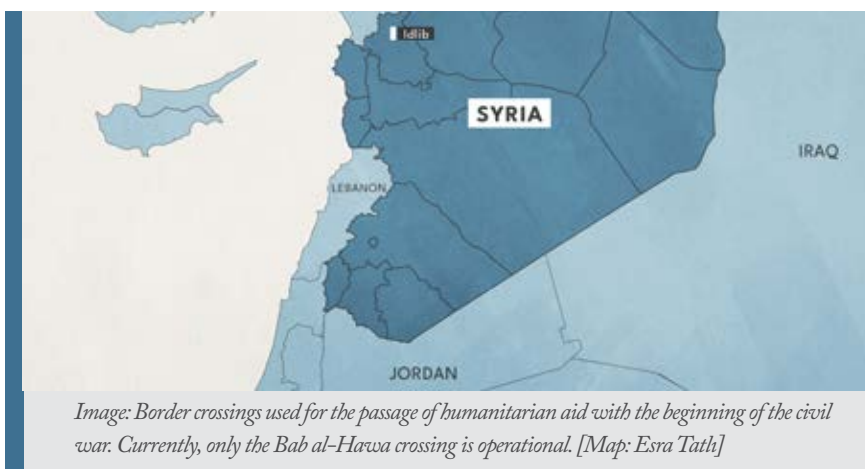 Idlib
SYRIA
IRAQ
LEBANON
JORDAN
Image: Border crossings used for the passage of humanitarian aid with the beginning of the civil
war. Currently, only the Bab al-Hawa crossing is operational. [Map: Esra Tatlı]